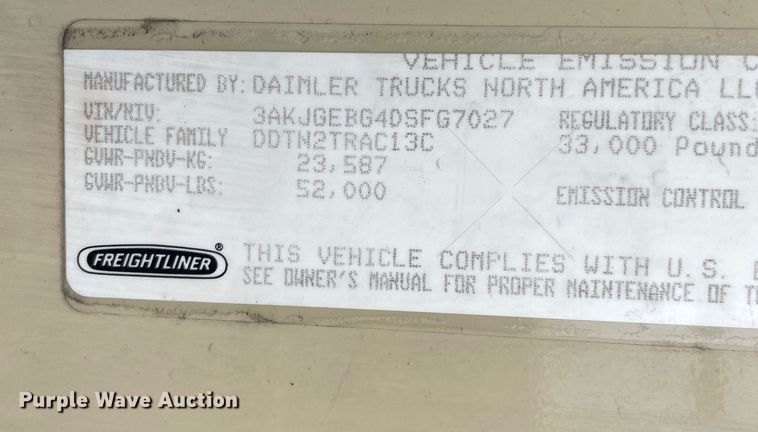 VEHICLE EMISSION C
MANUFACTURED BY: DAIMLER TRUCKS NORTH AMERICA LLC
VIN/NIV: 3AKJGEBG4DSFG7027 REGULATORY CLASS:
VEHICLE FAMILY DDTN2TRAC13C 33,000 Pound
GVWR-PNBV-KG: 23,587
GVWR-PNBV-LBS: 52,000 EMISSION CONTROL
FREIGHTLINER®
THIS VEHICLE COMPLIES WITH U.S.
SEE OWNER'S MANUAL FOR PROPER MAINTENANCE OF
Purple Wave Auction